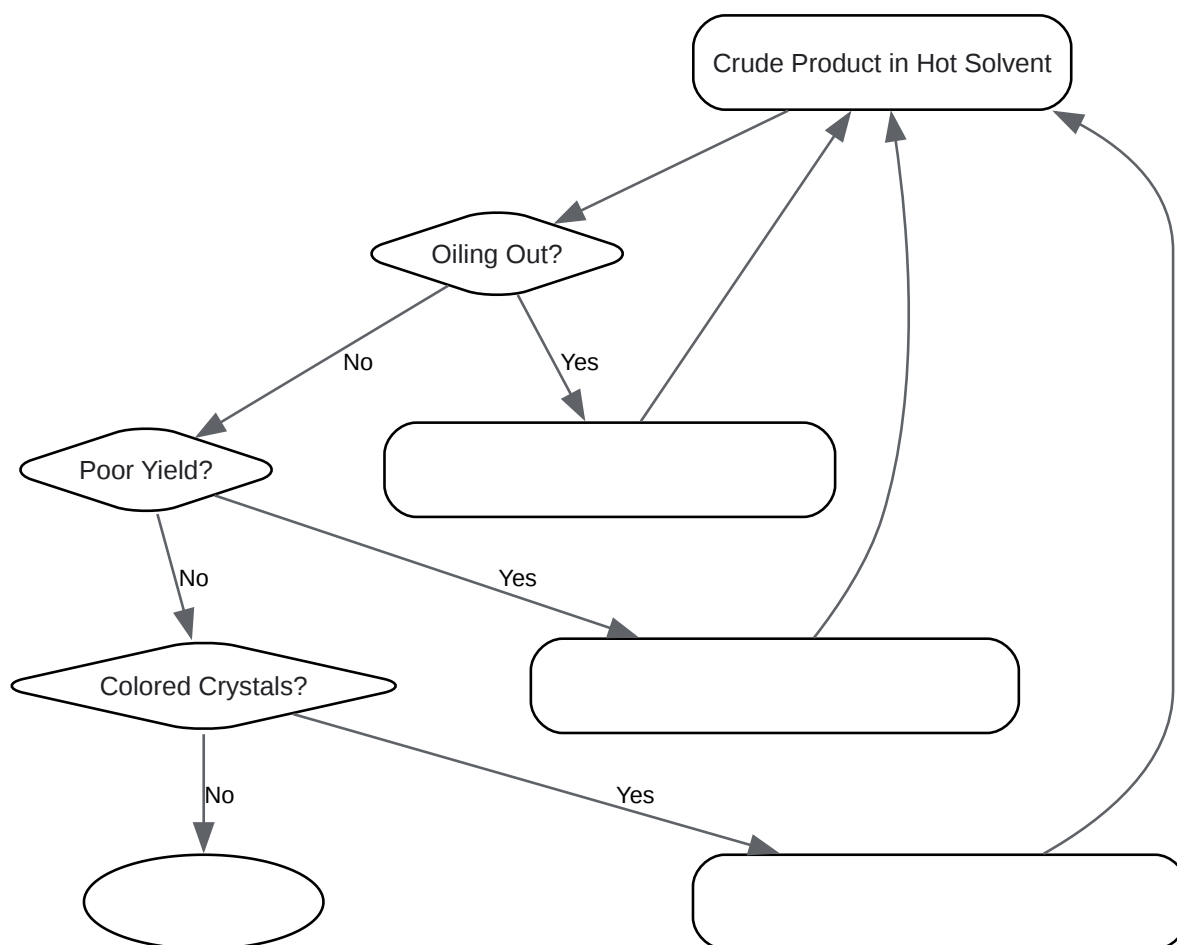 Crude Product in Hot Solvent
Oiling Out?
No
Yes
Poor Yield?
No
Yes
Colored Crystals?
No
Yes